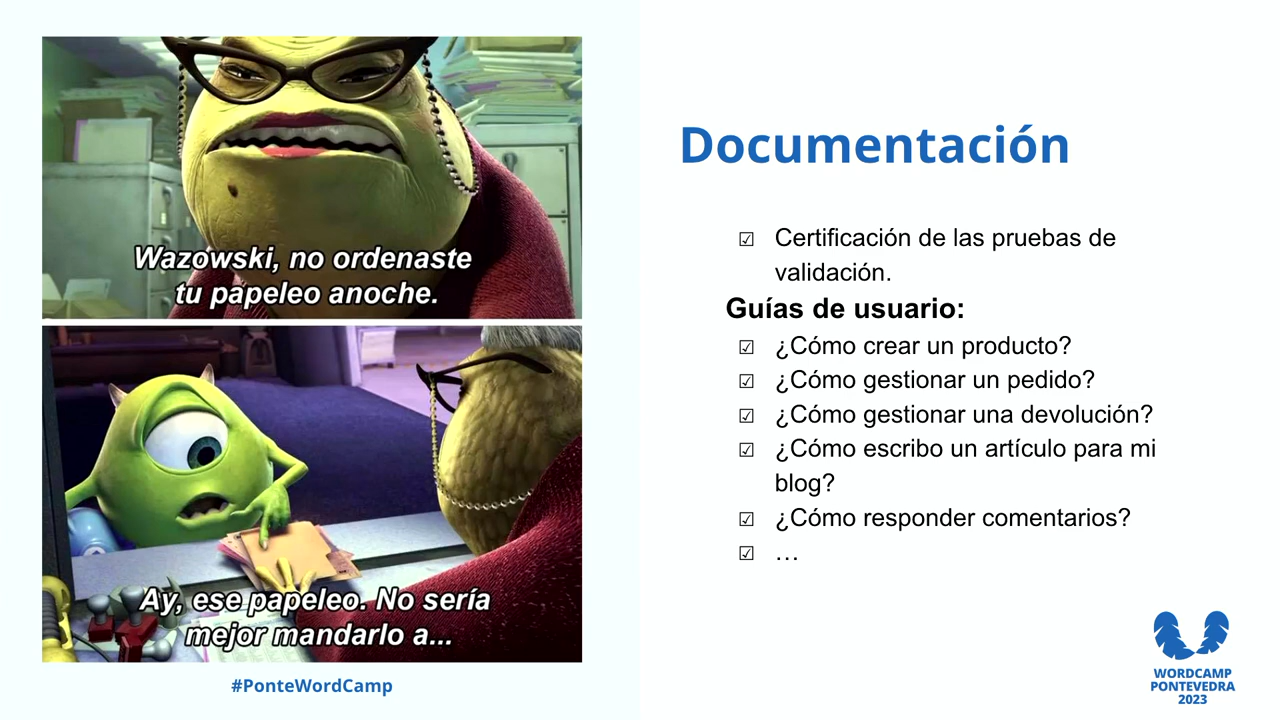 Wazowski, no ordenaste
tu papeleo anoche.
Ay, ese papeleo. No sería
mejor mandarlo a...
#PonteWordCamp
Documentación
☑ Certificación de las pruebas de
validación.
Guías de usuario:
☑ ¿Cómo crear un producto?
☑ ¿Cómo gestionar un pedido?
☑ ¿Cómo gestionar una devolución?
☑ ¿Cómo escribo un artículo para mi
blog?
☑ ¿Cómo responder comentarios?
☑ …
WORDCAMP
PONTEVEDRA
2023